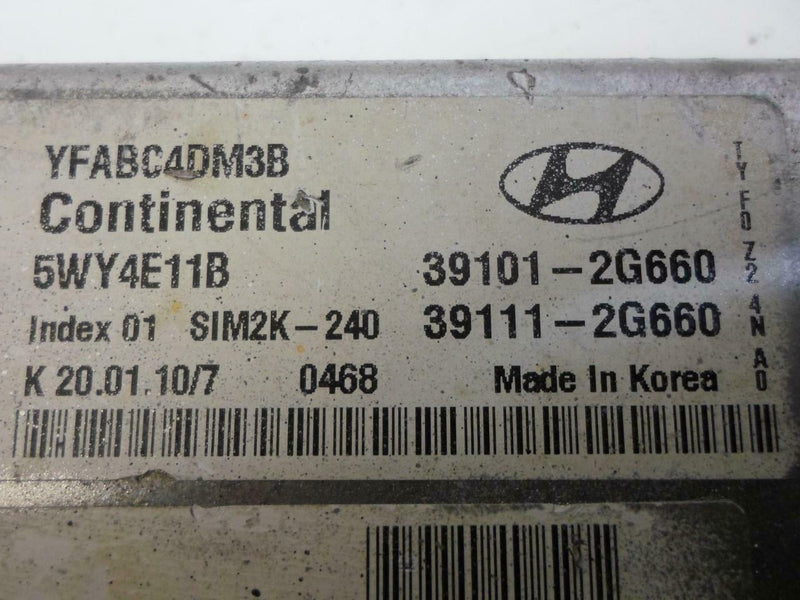 YFABC4DM3B
Continental
5WY4E11B 39101-2G660
Index 01 SIM2K-240 39111-2G660
K 20.01.10/7 0468 Made In Korea
TYF0Z24NA0